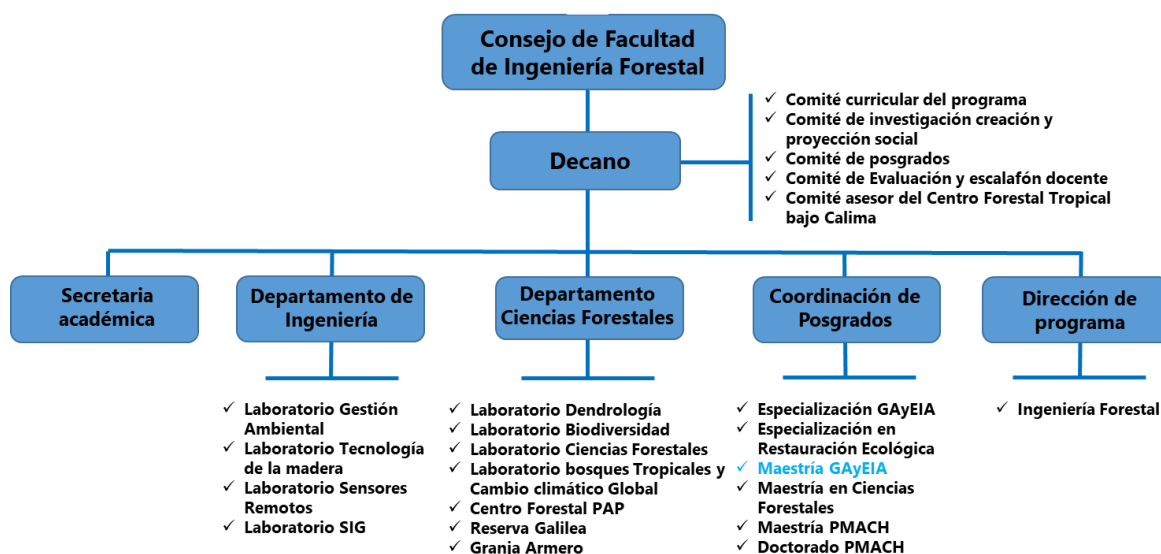 Consejo de Facultad
de Ingeniería Forestal
Decano
✓ Comité curricular del programa
✓ Comité de investigación creación y
proyección social
✓ Comité de posgrados
✓ Comité de Evaluación y escalafón docente
✓ Comité asesor del Centro Forestal Tropical
bajo Calima
Secretaria
académica
Departamento de
Ingeniería
Departamento
Ciencias Forestales
Coordinación de
Posgrados
Dirección de
programa
✓ Laboratorio Gestión
Ambiental
✓ Laboratorio Tecnología
de la madera
✓ Laboratorio Sensores
Remotos
✓ Laboratorio SIG
✓ Laboratorio Dendrología
✓ Laboratorio Biodiversidad
✓ Laboratorio Ciencias Forestales
✓ Laboratorio bosques Tropicales y
Cambio climático Global
✓ Centro Forestal PAP
✓ Reserva Galilea
✓ Grania Armero
✓ Especialización GAyEIA
✓ Especialización en
Restauración Ecológica
✓ Maestría GAyEIA
✓ Maestría en Ciencias
Forestales
✓ Maestría PMACH
✓ Doctorado PMACH
✓ Ingeniería Forestal